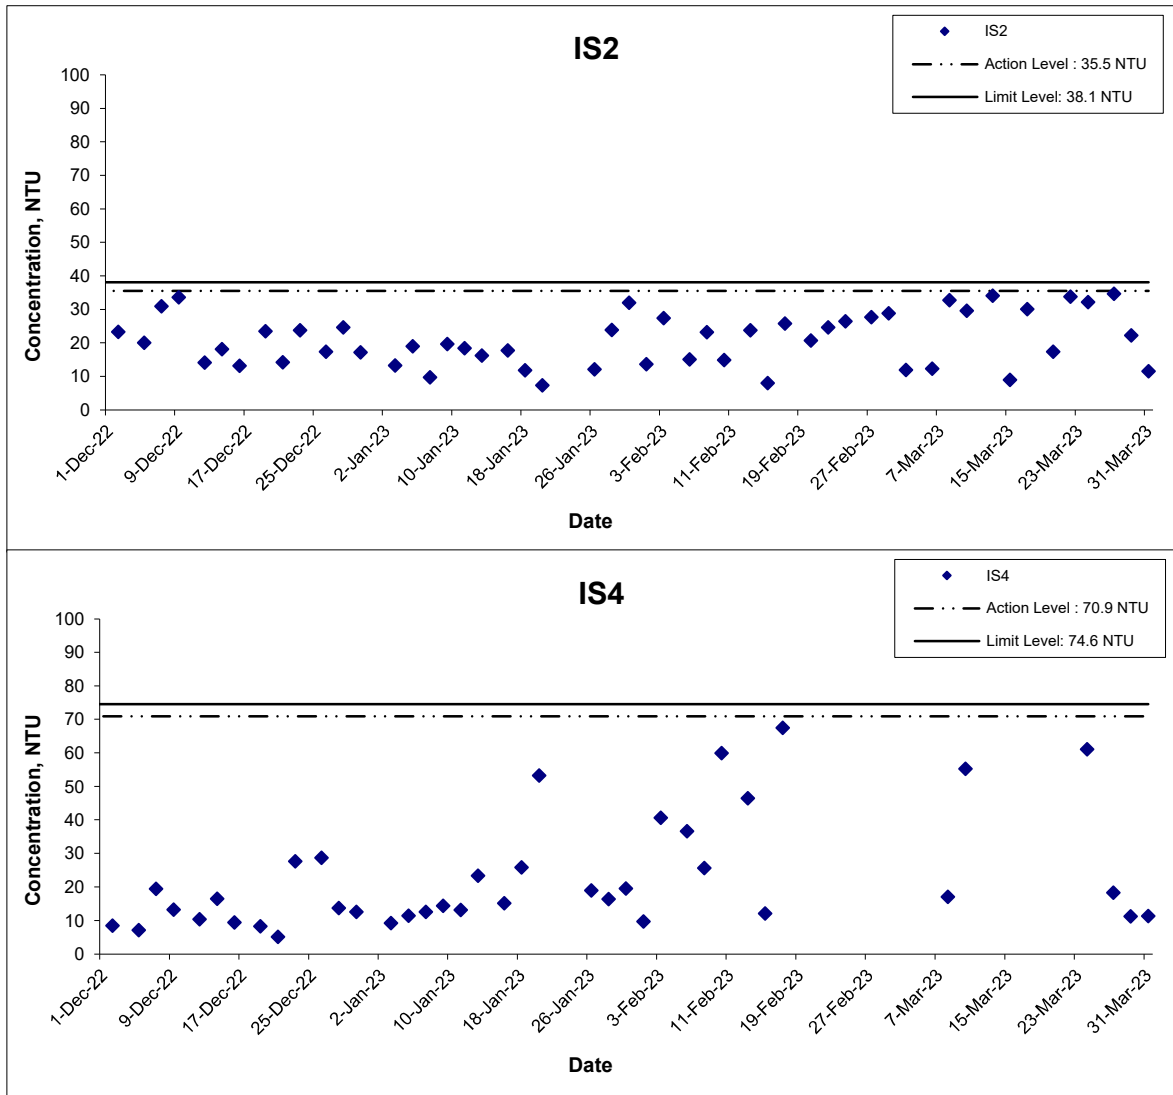 IS2
IS2
Action Level : 35.5 NTU
Limit Level: 38.1 NTU
Concentration, NTU
100
90
80
70
60
50
40
30
20
10
0
1-Dec-22
9-Dec-22
17-Dec-22
25-Dec-22
2-Jan-23
10-Jan-23
18-Jan-23
26-Jan-23
3-Feb-23
11-Feb-23
19-Feb-23
27-Feb-23
7-Mar-23
15-Mar-23
23-Mar-23
31-Mar-23
Date
IS4
IS4
Action Level : 70.9 NTU
Limit Level: 74.6 NTU
Concentration, NTU
100
90
80
70
60
50
40
30
20
10
0
1-Dec-22
9-Dec-22
17-Dec-22
25-Dec-22
2-Jan-23
10-Jan-23
18-Jan-23
26-Jan-23
3-Feb-23
11-Feb-23
19-Feb-23
27-Feb-23
7-Mar-23
15-Mar-23
23-Mar-23
31-Mar-23
Date